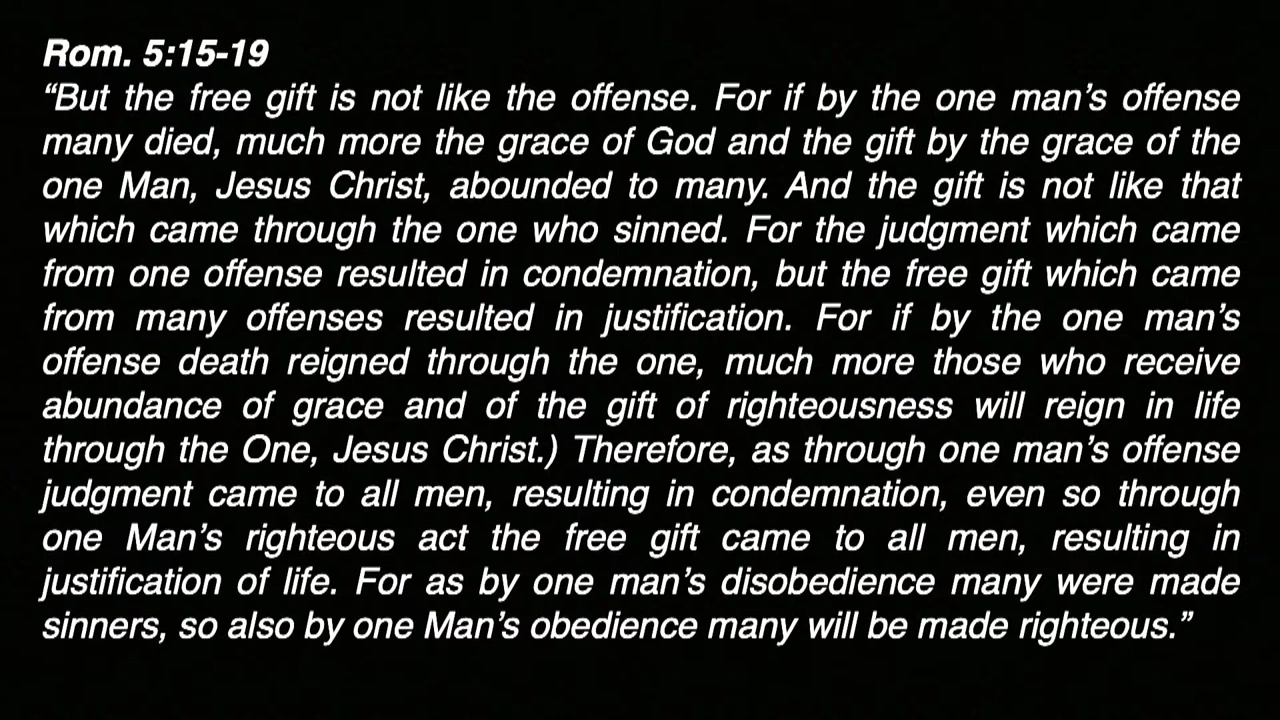 Rom. 5:15-19
“But the free gift is not like the offense. For if by the one man’s offense
many died, much more the grace of God and the gift by the grace of the
one Man, Jesus Christ, abounded to many. And the gift is not like that
which came through the one who sinned. For the judgment which came
from one offense resulted in condemnation, but the free gift which came
from many offenses resulted in justification. For if by the one man’s
offense death reigned through the one, much more those who receive
abundance of grace and of the gift of righteousness will reign in life
through the One, Jesus Christ.) Therefore, as through one man’s offense
judgment came to all men, resulting in condemnation, even so through
one Man’s righteous act the free gift came to all men, resulting in
justification of life. For as by one man’s disobedience many were made
sinners, so also by one Man’s obedience many will be made righteous.”